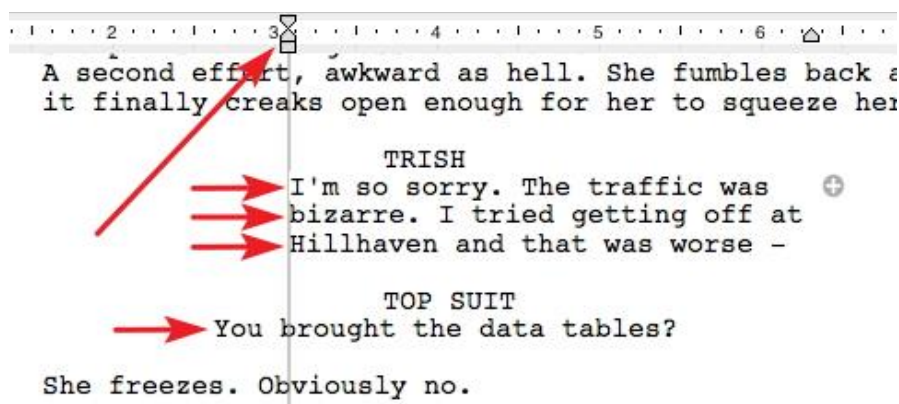 2 3 4 5 6
A second effort, awkward as hell. She fumbles back
it finally creaks open enough for her to squeeze
TRISH
I'm so sorry. The traffic was
bizarre. I tried getting off at
Hillhaven and that was worse –
TOP SUIT
You brought the data tables?
She freezes. Obviously no.